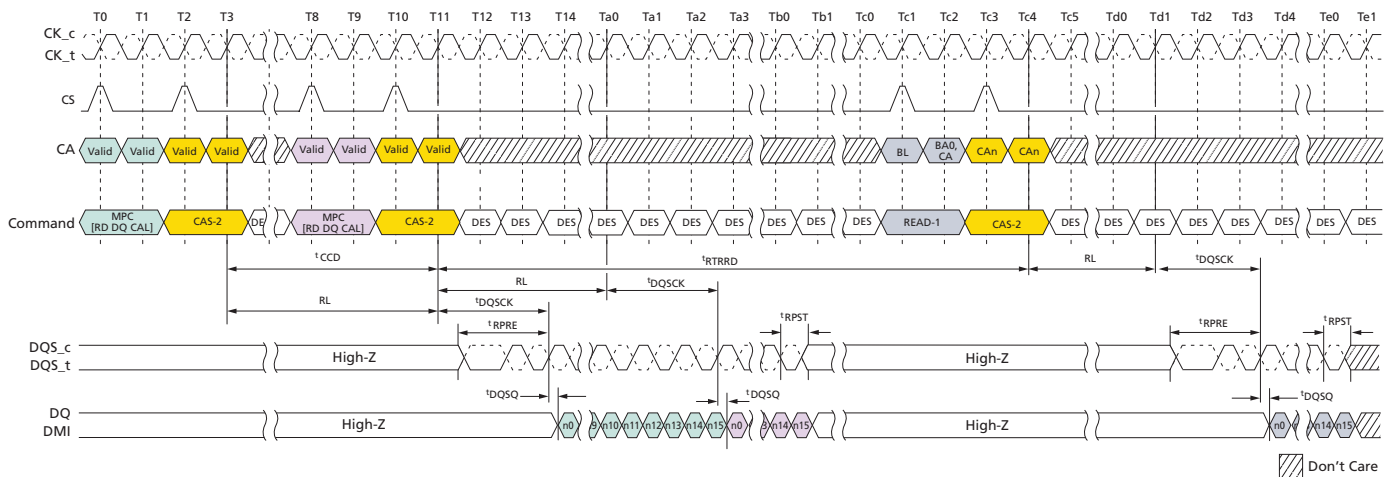 T0 T1 T2 T3 T8 T9 T10 T11 T12 T13 T14 Ta0 Ta1 Ta2 Ta3 Tb0 Tb1 Tc0 Tc1 Tc2 Tc3 Tc4 Tc5 Td0 Td1 Td2 Td3 Td4 Te0 Te1
CK_c
CK_t
CS
CA Valid Valid Valid Valid Valid Valid Valid Valid BL BA0, CA CAn CAn
Command MPC [RD DQ CAL] CAS-2 DE MPC [RD DQ CAL] CAS-2 DES DES DES DES DES DES DES DES DES DES READ-1 CAS-2 DES DES DES DES DES DES DES DES
tCCD tRTRRD RL tDQSCK
RL tDQSCK
RL tDQSCK
tRPRE tRPST tRPRE tRPST
DQS_c
DQS_t
High-Z High-Z
tDQSQ tDQSQ tDQSQ
DQ
DMI
High-Z n0 9 n10 n11 n12 n13 n14 n15 n0 3 n14 n15 High-Z n0 n14 n15
Don't Care